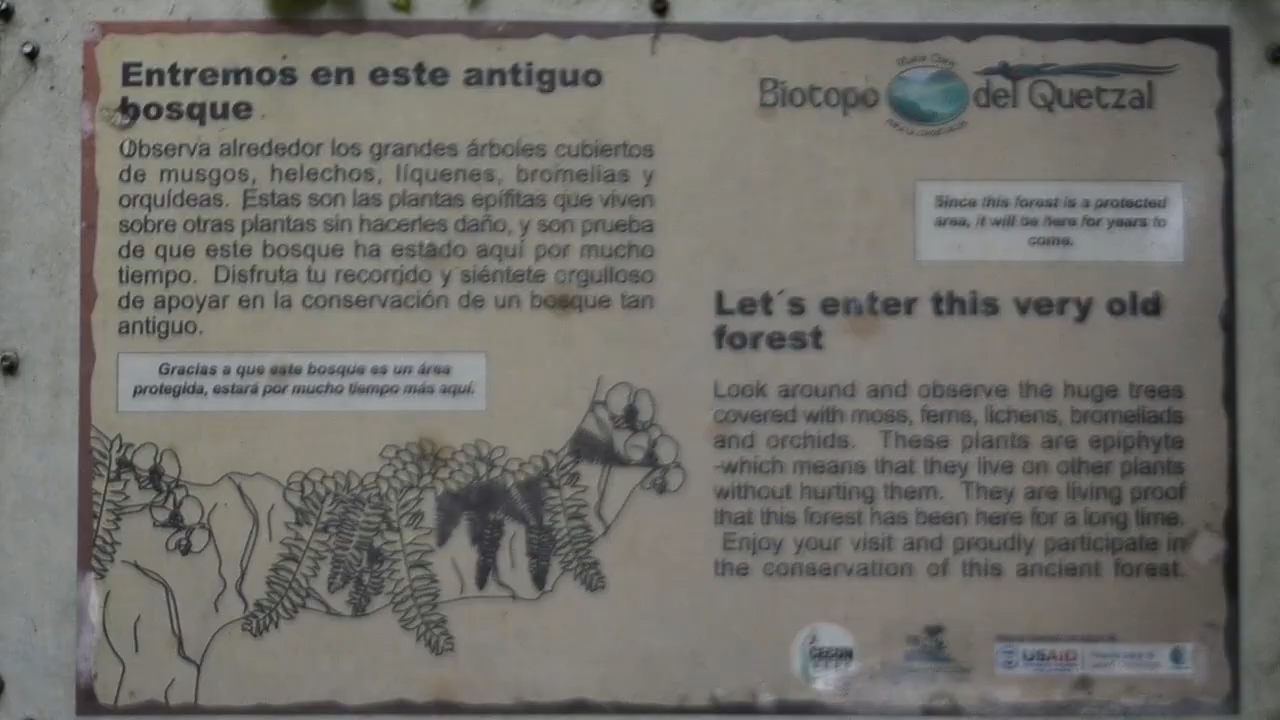 Entremos en este antiguo
bosque
Observa alrededor los grandes árboles cubiertos
de musgos, helechos, líquenes, bromelias y
orquídeas. Estas son las plantas epífitas que viven
sobre otras plantas sin hacerles daño, y son prueba
de que este bosque ha estado aquí por mucho
tiempo. Disfruta tu recorrido y siéntete orgulloso
de apoyar en la conservación de un bosque tan
antiguo.
Gracias a que este bosque es un área
protegida, estará por mucho tiempo más aquí.
Biotopo del Quetzal
Since this forest is a protected
area, it will be here for years to
come.
Let´s enter this very old
forest
Look around and observe the huge trees
covered with moss, ferns, lichens, bromeliads
and orchids. These plants are epiphyte
-which means that they live on other plants
without hurting them. They are living proof
that this forest has been here for a long time.
Enjoy your visit and proudly participate in
the conservation of this ancient forest.
USAID